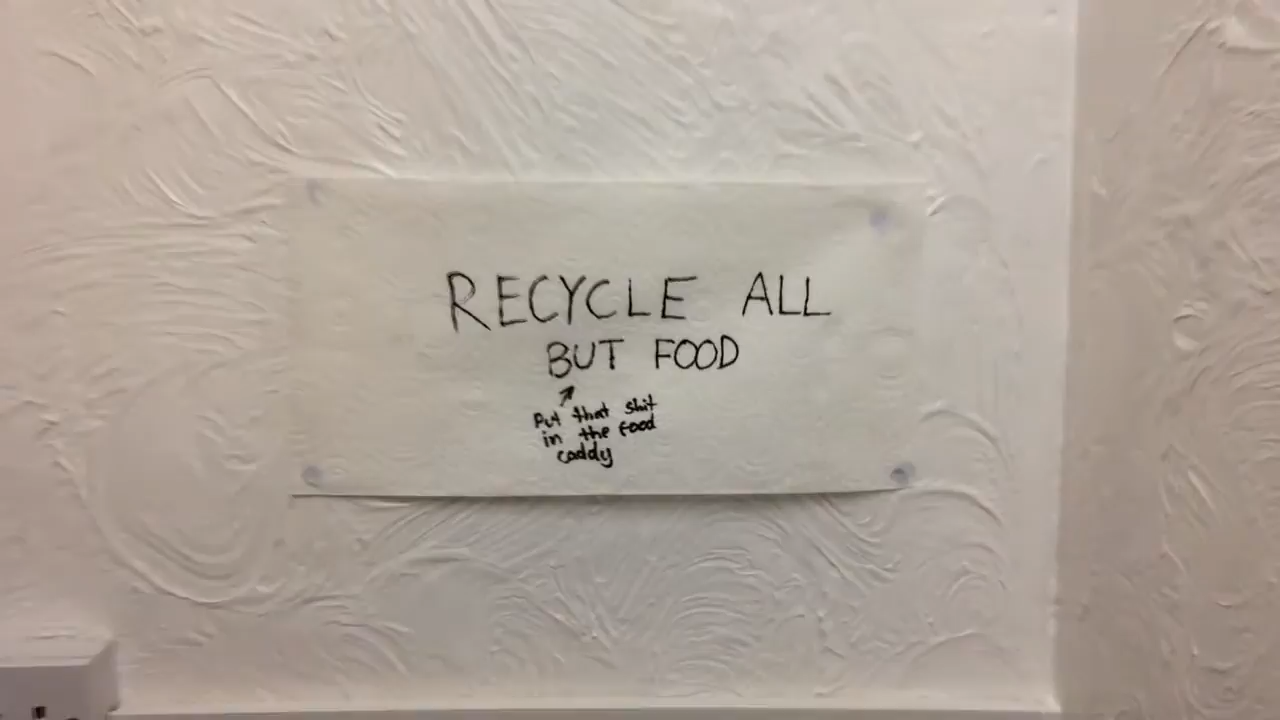 RECYCLE ALL
BUT FOOD
Put that shit
in the food
caddy